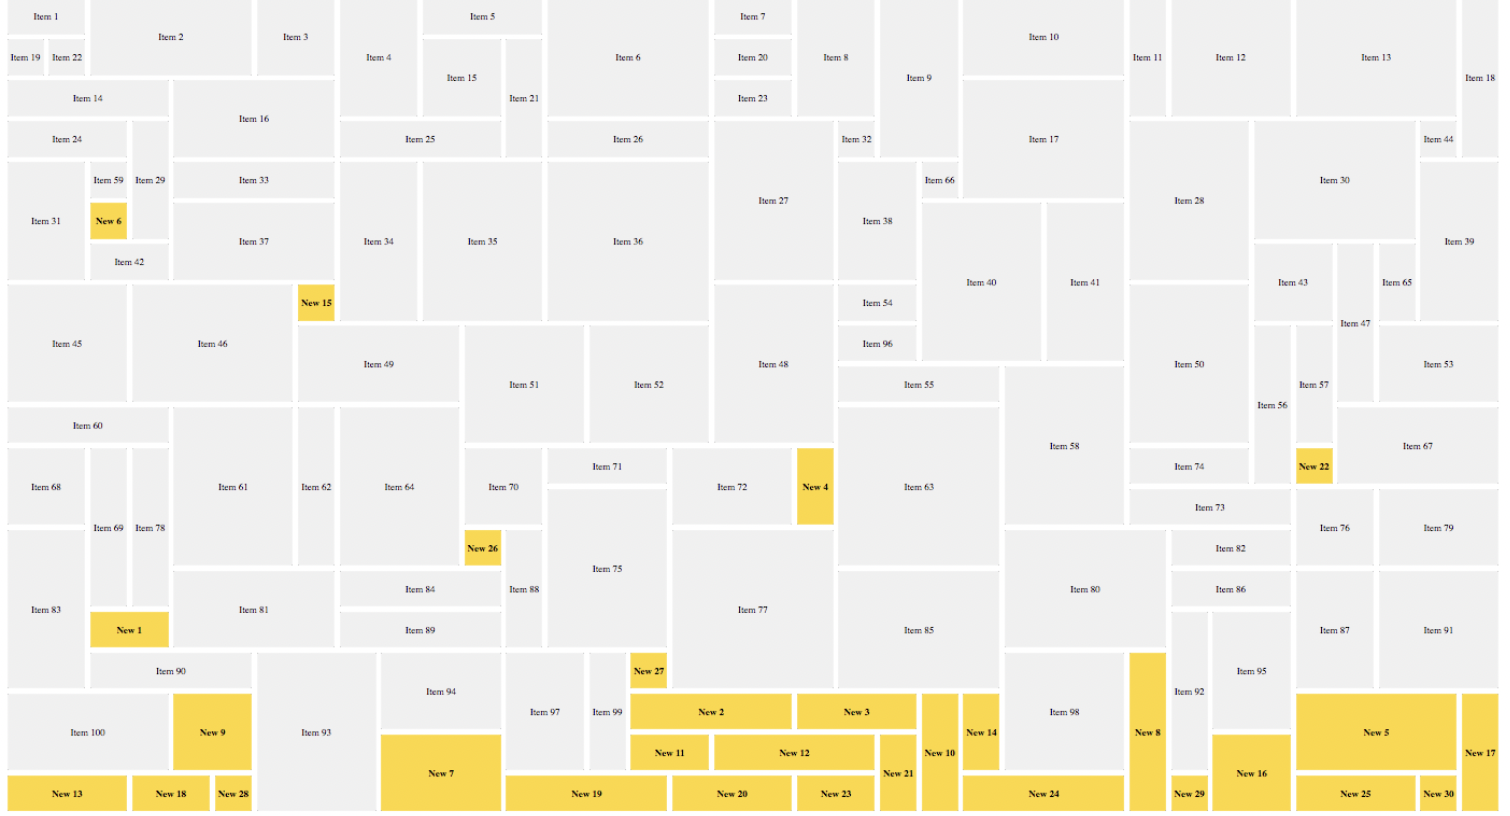 Item 1
Item 2
Item 3
Item 4
Item 5
Item 6
Item 7
Item 8
Item 9
Item 10
Item 11
Item 12
Item 13
Item 18
Item 19
Item 22
Item 15
Item 20
Item 14
Item 16
Item 21
Item 23
Item 17
Item 24
Item 29
Item 25
Item 26
Item 27
Item 32
Item 28
Item 30
Item 44
Item 31
Item 59
Item 33
Item 34
Item 35
Item 36
Item 38
Item 66
Item 39
New 6
Item 37
Item 40
Item 41
Item 42
Item 43
Item 47
Item 65
Item 45
Item 46
New 15
Item 48
Item 54
Item 50
Item 49
Item 51
Item 52
Item 96
Item 56
Item 57
Item 53
Item 55
Item 58
Item 60
Item 61
Item 62
Item 64
Item 63
Item 67
Item 68
Item 69
Item 78
Item 70
Item 71
Item 72
New 4
Item 74
New 22
Item 75
Item 73
Item 76
Item 79
Item 83
New 26
Item 88
Item 77
Item 80
Item 82
Item 81
Item 84
Item 85
Item 86
Item 87
Item 91
New 1
Item 89
Item 92
Item 95
Item 90
Item 93
Item 94
Item 97
Item 99
New 27
Item 98
New 8
Item 100
New 9
New 2
New 3
New 10
New 14
New 5
New 17
New 7
New 11
New 12
New 21
New 16
New 13
New 18
New 28
New 19
New 20
New 23
New 24
New 29
New 25
New 30